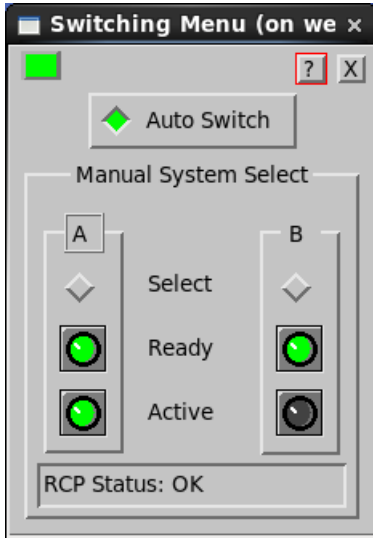 Switching Menu (on we ×
? X
Auto Switch
Manual System Select
A B
Select
Ready
Active
RCP Status: OK